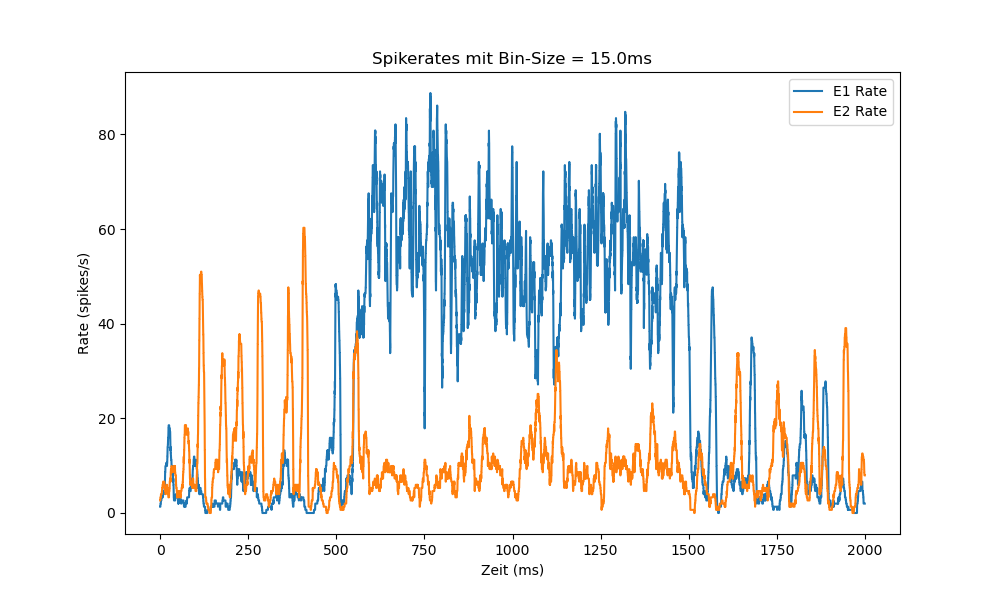 Spikerates mit Bin-Size = 15.0ms
E1 Rate
E2 Rate
Rate (spikes/s)
80
60
40
20
0
0 250 500 750 1000 1250 1500 1750 2000
Zeit (ms)